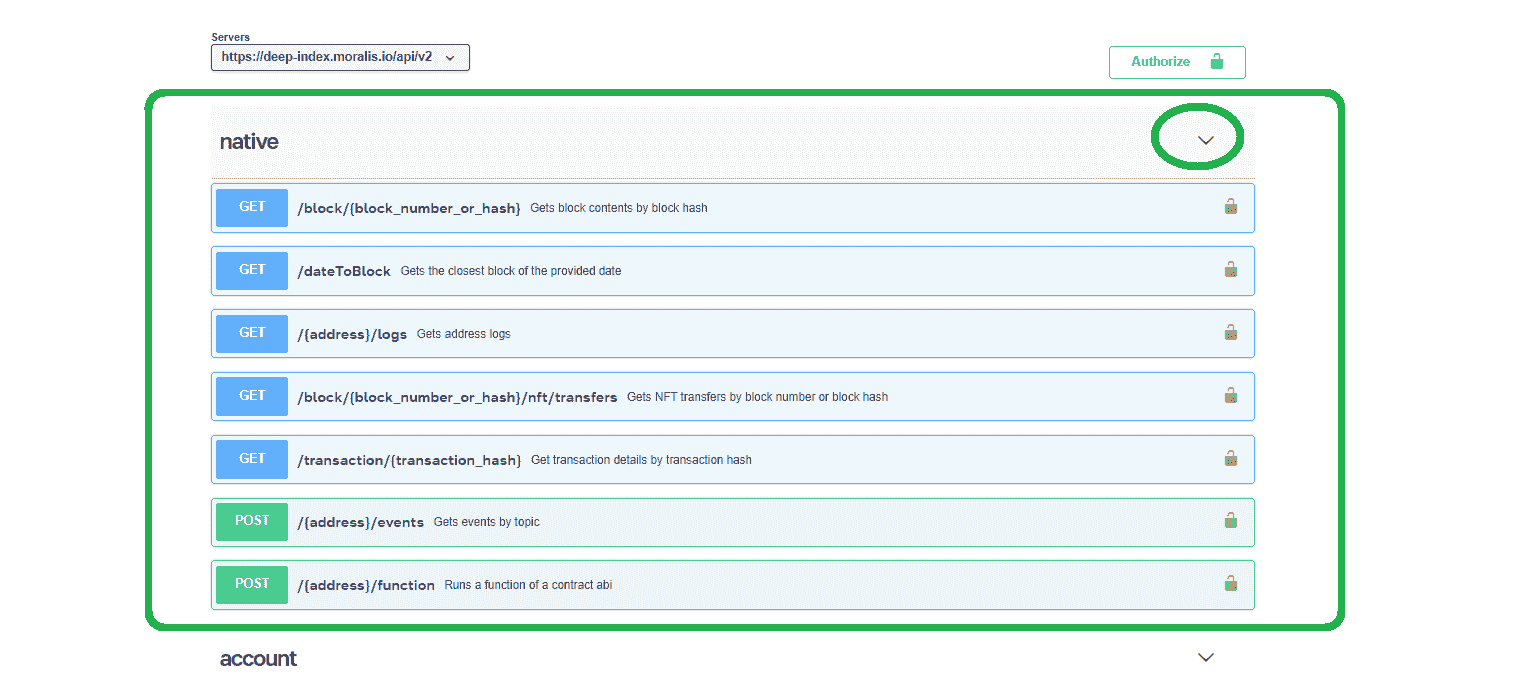 Servers
https://deep-index.moralis.io/api/v2
Authorize
native
GET /block/{block_number_or_hash} Gets block contents by block hash
GET /dateToBlock Gets the closest block of the provided date
GET /{address}/logs Gets address logs
GET /block/{block_number_or_hash}/nft/transfers Gets NFT transfers by block number or block hash
GET /transaction/{transaction_hash} Get transaction details by transaction hash
POST /{address}/events Gets events by topic
POST /{address}/function Runs a function of a contract abi
account